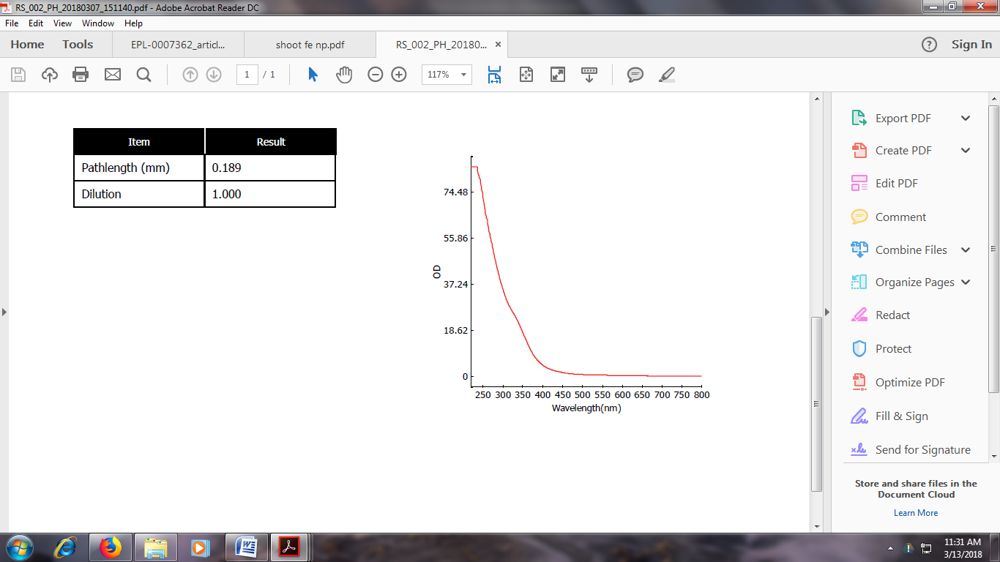 RS_002_PH_20180307_151140.pdf - Adobe Acrobat Reader DC
File Edit View Window Help
Home Tools EPL-0007362_articl... shoot fe np.pdf RS_002_PH_20180... × Sign In
1 / 1 117%
Item Result
Pathlength (mm) 0.189
Dilution 1.000
74.48
55.86
37.24
18.62
0
OD
250 300 350 400 450 500 550 600 650 700 750 800
Wavelength(nm)
Export PDF
Create PDF
Edit PDF
Comment
Combine Files
Organize Pages
Redact
Protect
Optimize PDF
Fill & Sign
Send for Signature
Store and share files in the
Document Cloud
Learn More
11:31 AM
3/13/2018